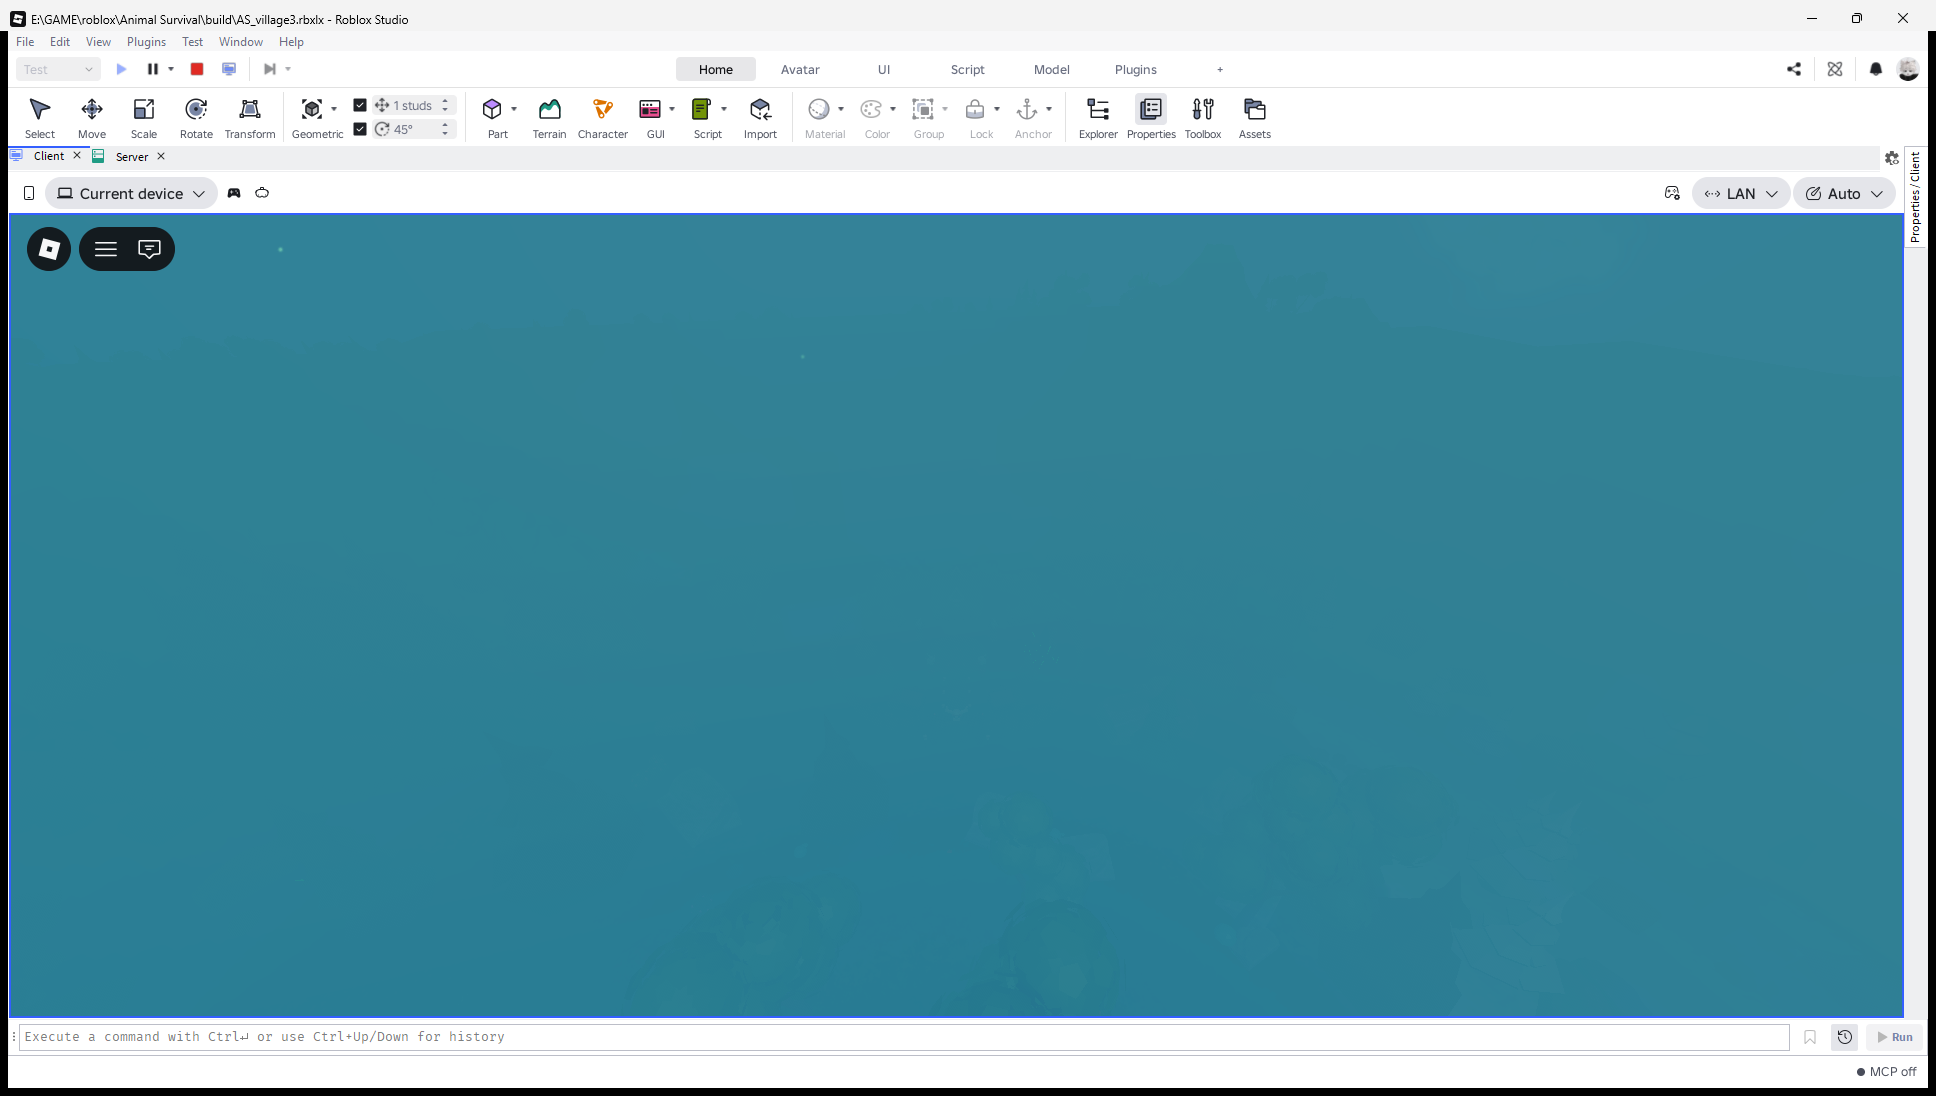 E:\GAME\roblox\Animal Survival\build\AS_village3.rbxlx - Roblox Studio
File Edit View Plugins Test Window Help
Test Home Avatar UI Script Model Plugins +
1 studs
45°
Select Move Scale Rotate Transform Geometric Part Terrain Character GUI Script Import Material Color Group Lock Anchor Explorer Properties Toolbox Assets
Client Server
Properties / Client
Current device LAN Auto
Execute a command with Ctrl↵ or use Ctrl+Up/Down for history
Run
MCP off